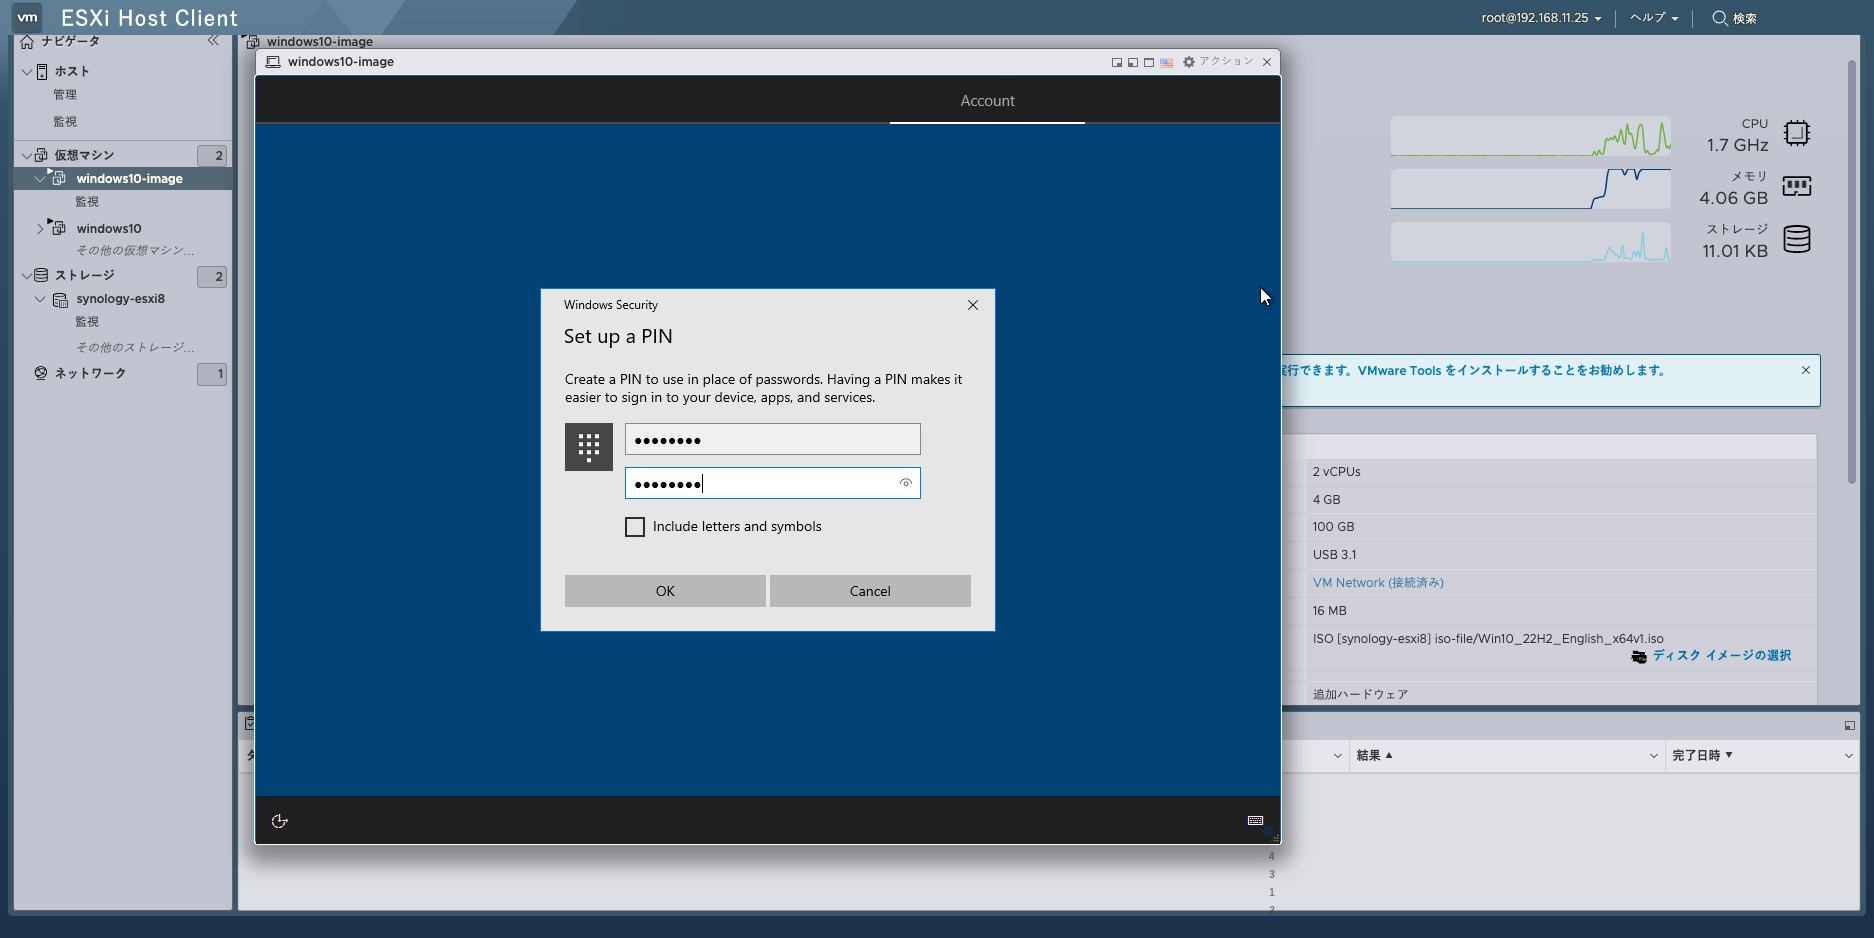 vm ESXi Host Client
root@192.168.11.25
ヘルプ
検索
ナビゲータ
ホスト
管理
監視
仮想マシン 2
windows10-image
監視
windows10
その他の仮想マシン...
ストレージ 2
synology-esxi8
監視
その他のストレージ...
ネットワーク 1
windows10-image
windows10-image
アクション
Account
Windows Security
Set up a PIN
Create a PIN to use in place of passwords. Having a PIN makes it
easier to sign in to your device, apps, and services.
Include letters and symbols
OK
Cancel
CPU
1.7 GHz
メモリ
4.06 GB
ストレージ
11.01 KB
実行できます。VMware Tools をインストールすることをお勧めします。
2 vCPUs
4 GB
100 GB
USB 3.1
VM Network (接続済み)
16 MB
ISO [synology-esxi8] iso-file/Win10_22H2_English_x64v1.iso
ディスク イメージの選択
追加ハードウェア
結果
完了日時
4
3
1
2